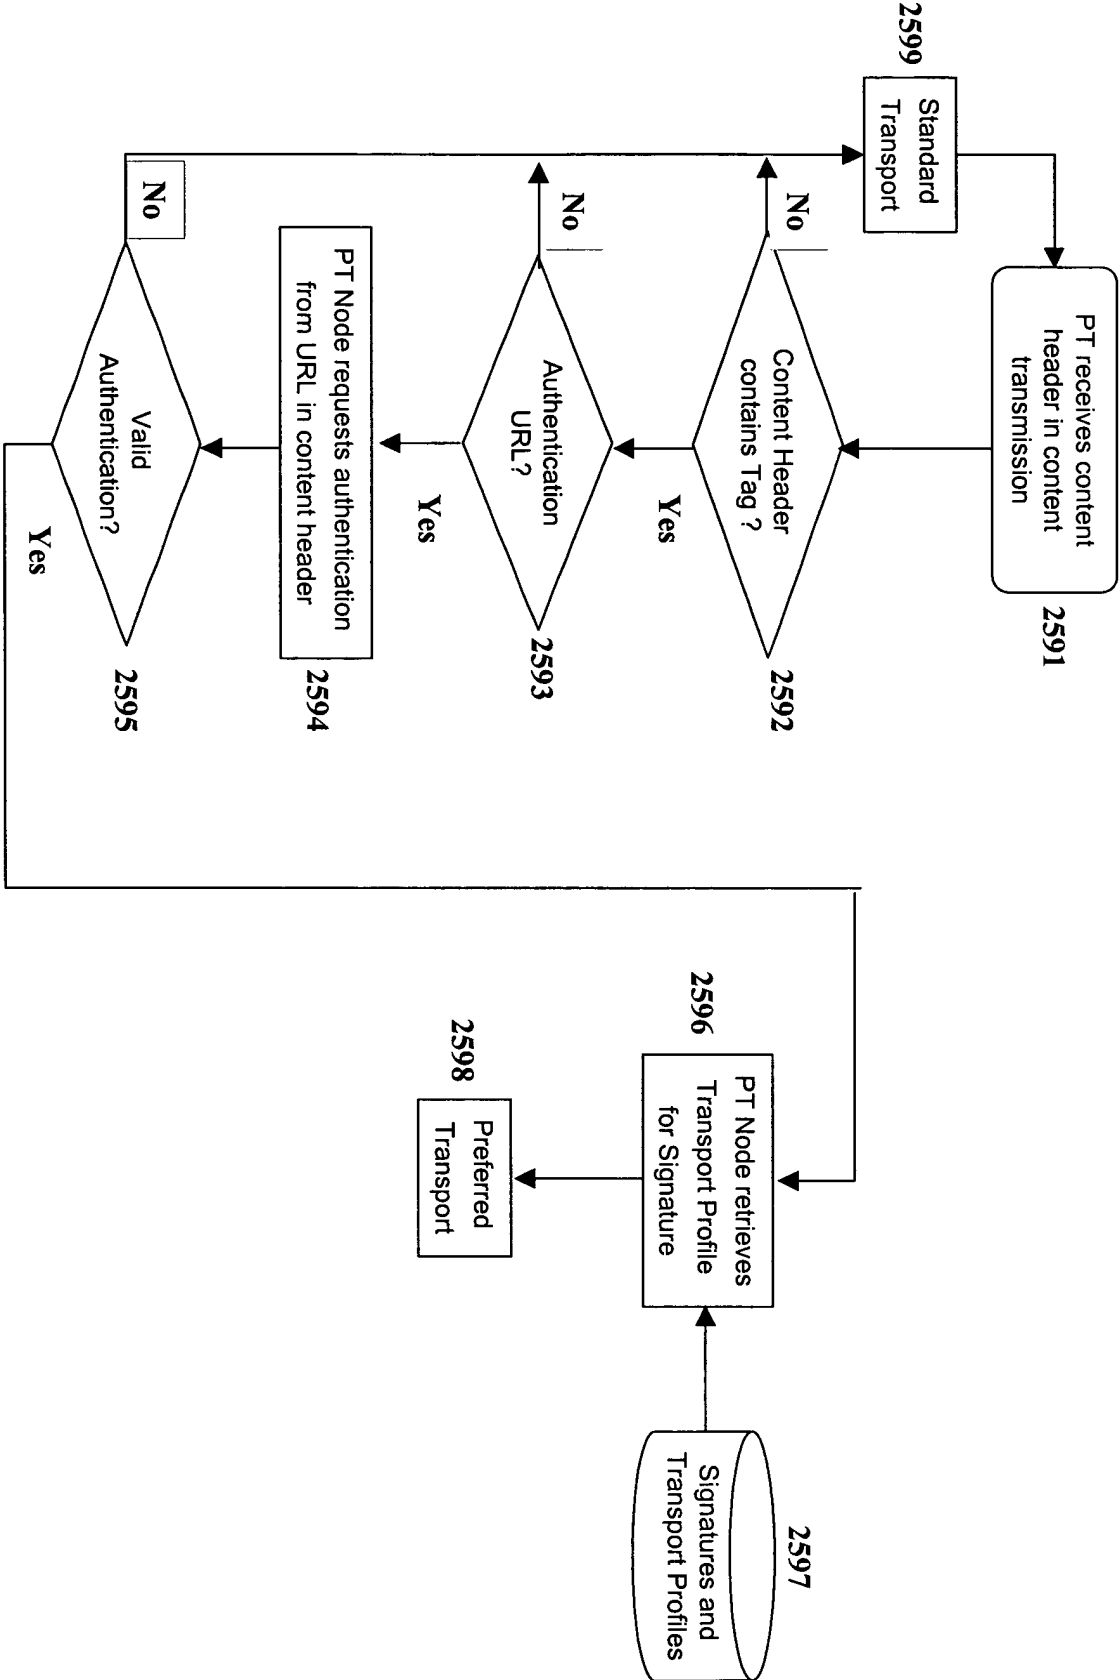 2599
Standard
Transport
PT receives content
header in content
transmission
2591
No
Content Header
contains Tag ?
2592
Yes
No
Authentication
URL?
2593
Yes
PT Node requests authentication
from URL in content header
2594
No
Valid
Authentication?
2595
Yes
2596
PT Node retrieves
Transport Profile
for Signature
2597
Signatures and
Transport Profiles
2598
Preferred
Transport